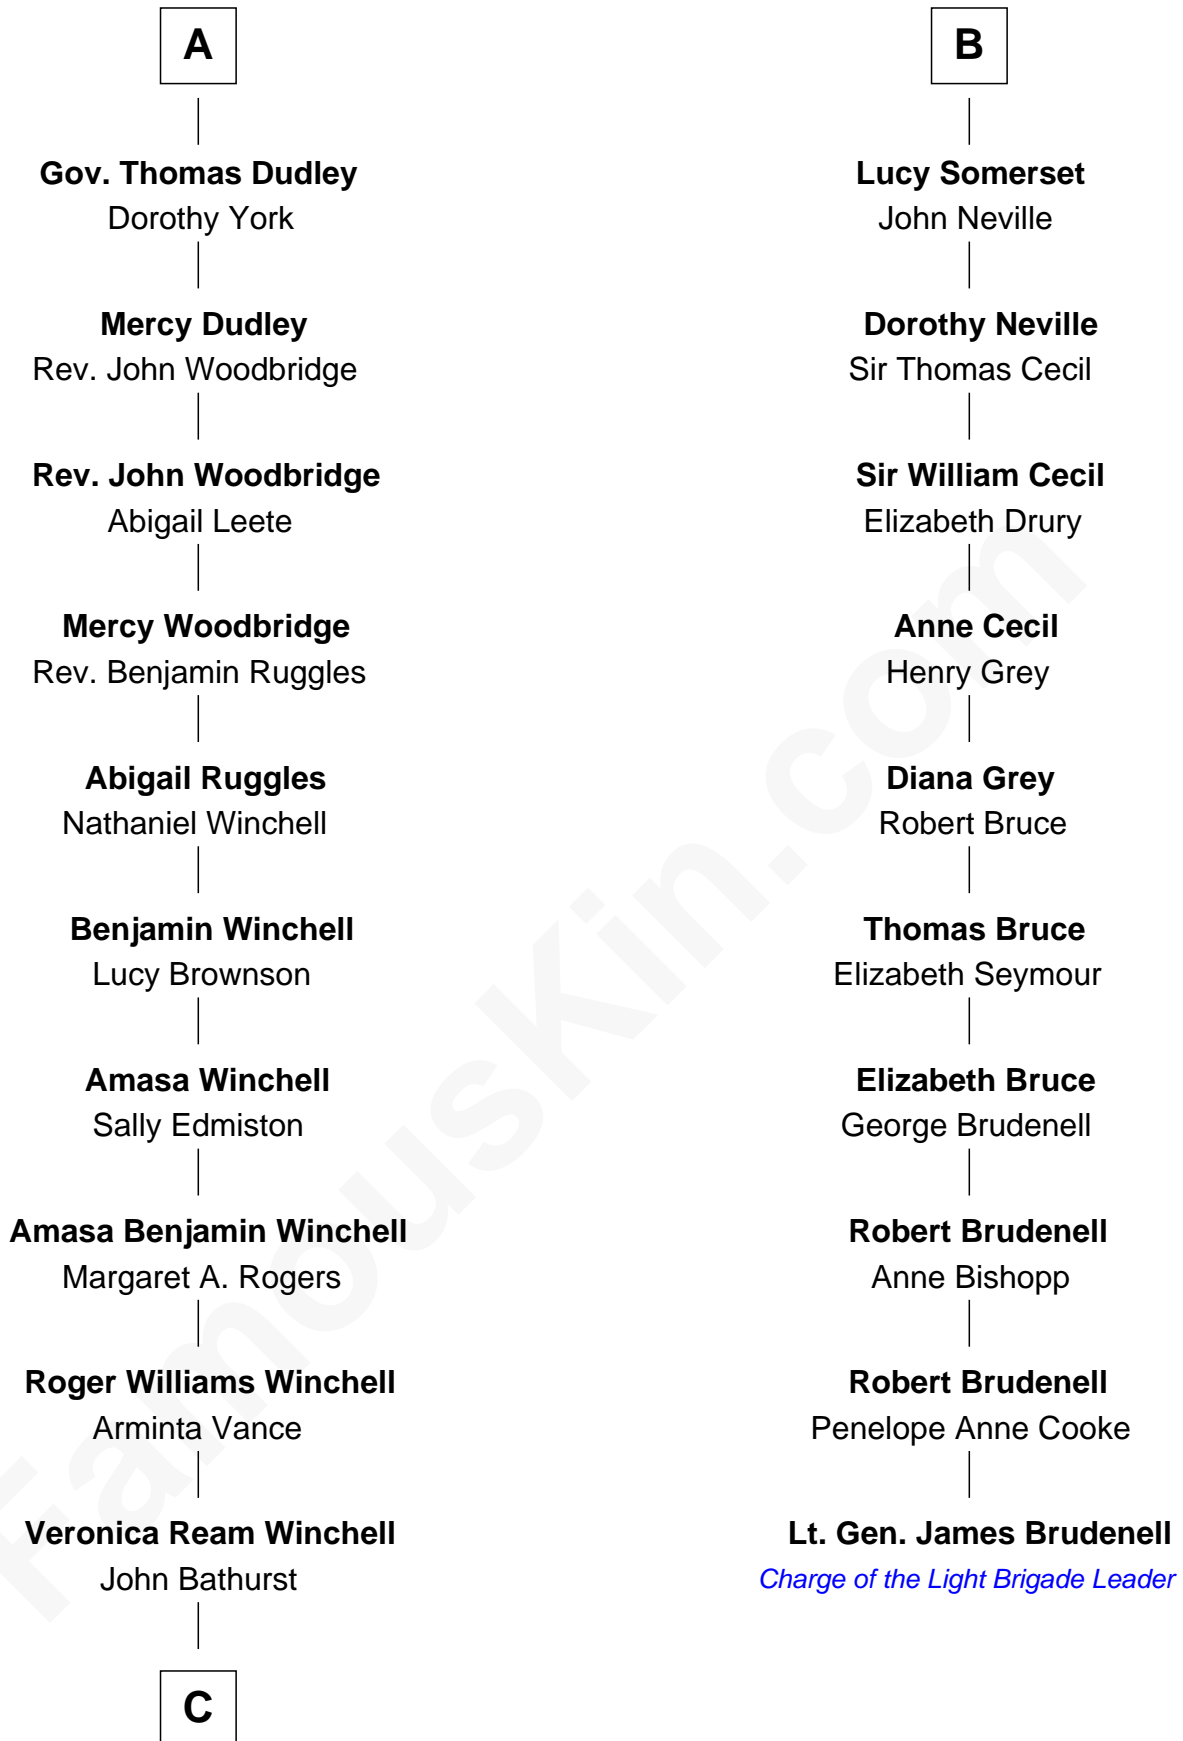 A
Gov. Thomas Dudley
Dorothy York
Mercy Dudley
Rev. John Woodbridge
Rev. John Woodbridge
Abigail Leete
Mercy Woodbridge
Rev. Benjamin Ruggles
Abigail Ruggles
Nathaniel Winchell
Benjamin Winchell
Lucy Brownson
Amasa Winchell
Sally Edmiston
Amasa Benjamin Winchell
Margaret A. Rogers
Roger Williams Winchell
Arminta Vance
Veronica Ream Winchell
John Bathurst
C
B
Lucy Somerset
John Neville
Dorothy Neville
Sir Thomas Cecil
Sir William Cecil
Elizabeth Drury
Anne Cecil
Henry Grey
Diana Grey
Robert Bruce
Thomas Bruce
Elizabeth Seymour
Elizabeth Bruce
George Brudenell
Robert Brudenell
Anne Bishopp
Robert Brudenell
Penelope Anne Cooke
Lt. Gen. James Brudenell
Charge of the Light Brigade Leader
FamousKin.com